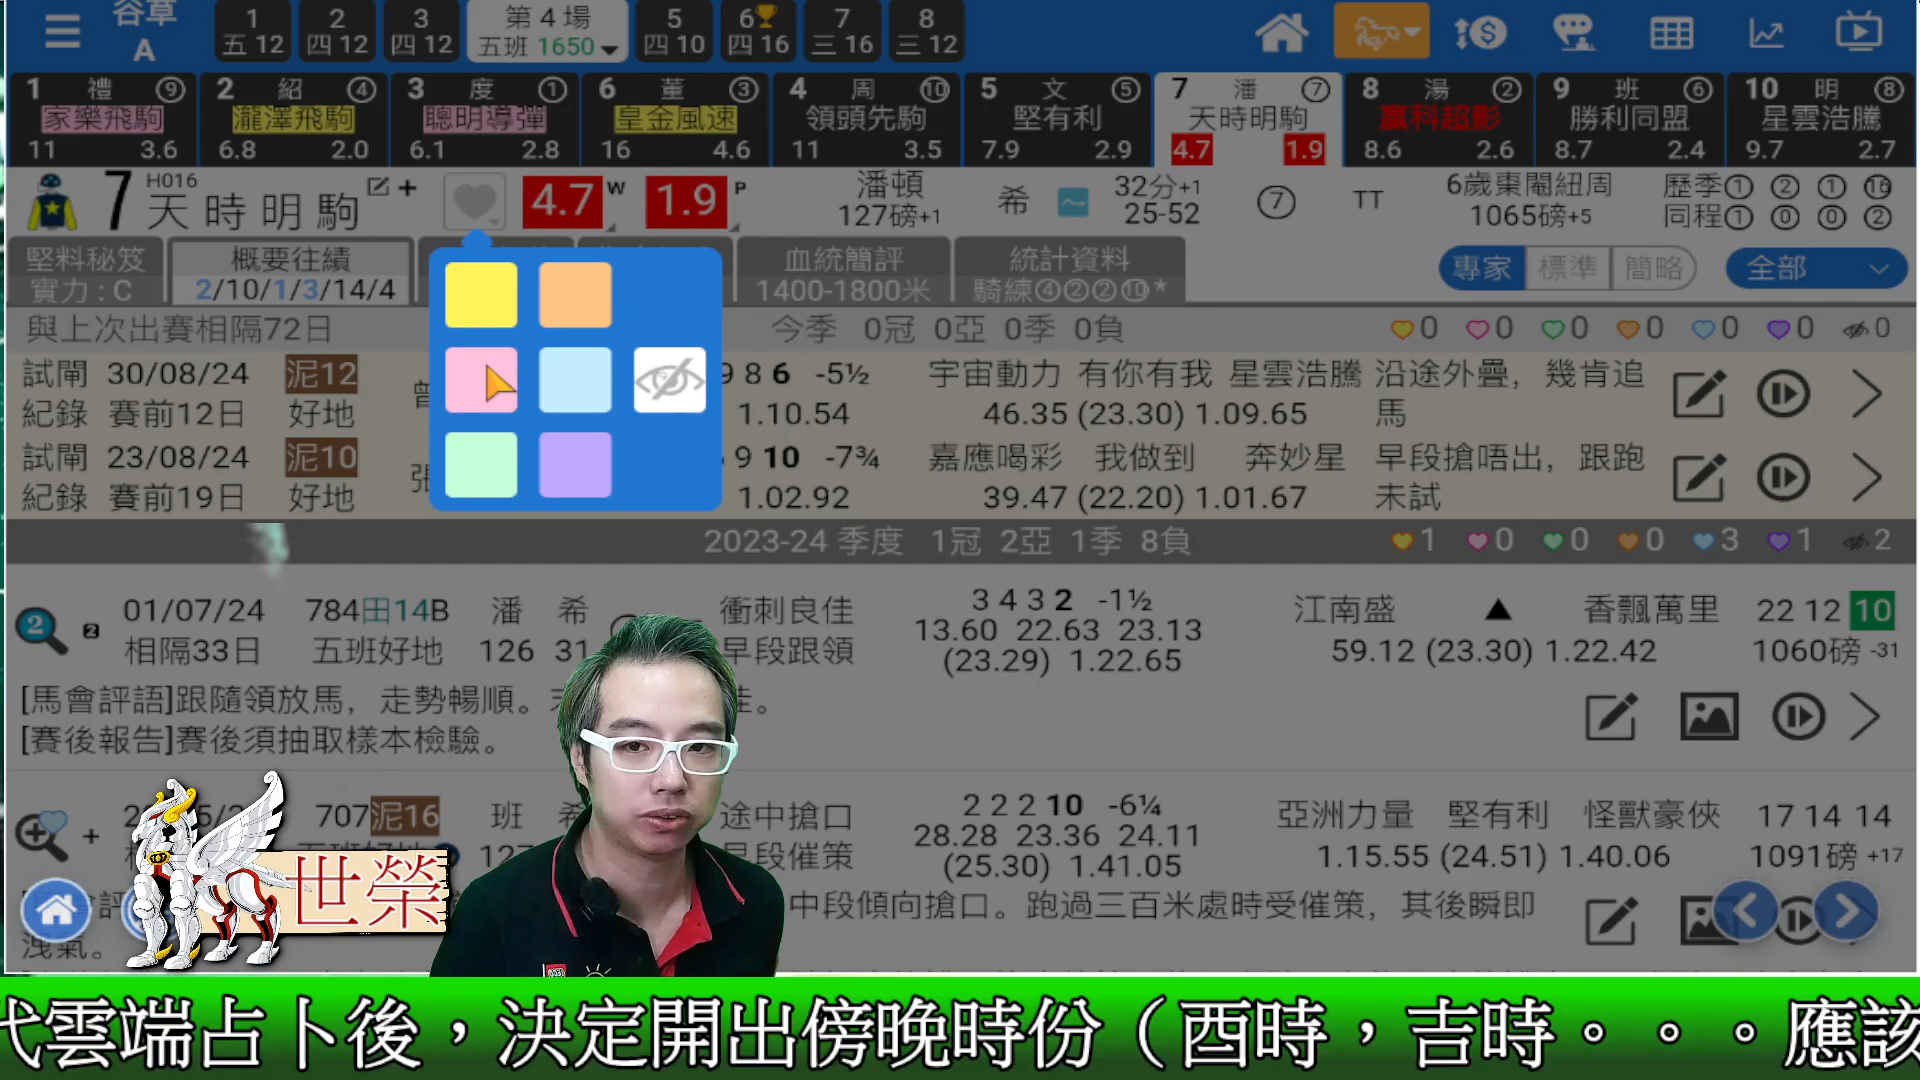 谷草 A
1 五 12
2 四 12
3 四 12
第 4 場 五班 1650
5 四 10
6 四 16
7 三 16
8 三 12
1 禮 ⑨ 家樂飛駒 11 3.6
2 紹 ④ 瀧澤飛駒 6.8 2.0
3 度 ① 聰明導彈 6.1 2.8
6 董 ③ 皇金風速 16 4.6
4 周 ⑩ 領頭先駒 11 3.5
5 文 ⑤ 堅有利 7.9 2.9
7 潘 ⑦ 天時明駒 4.7 1.9
8 湯 ② 贏科超影 8.6 2.6
9 班 ⑥ 勝利同盟 8.7 2.4
10 明 ⑧ 星雲浩騰 9.7 2.7
7 H016 天時明駒 + 4.7 W 1.9 P
潘頓 127磅+1 希 32分+1 25-52 ⑦ TT
6歲東閹紐周 1065磅+5
歷季① ② ① ⑯
同程① ⓪ ⓪ ②
堅料秘笈 實力 : C
概要往績 2/10/1/3/14/4
血統簡評 1400-1800米
統計資料 騎練④②②⑩*
專家 標準 簡略 全部
與上次出賽相隔72日 今季 0冠 0亞 0季 0負 0 0 0 0 0 0 0
試閘 30/08/24 泥12 9 8 6 -5½ 宇宙動力 有你有我 星雲浩騰 沿途外疊，幾肯追
紀錄 賽前12日 好地 1.10.54 46.35 (23.30) 1.09.65 馬
試閘 23/08/24 泥10 9 10 -7¾ 嘉應喝彩 我做到 奔妙星 早段搶唔出，跟跑
紀錄 賽前19日 好地 1.02.92 39.47 (22.20) 1.01.67 未試
2023-24 季度 1冠 2亞 1季 8負 1 0 0 0 3 1 2
2 2 01/07/24 784田14B 潘 希 衝刺良佳 3 4 3 2 -1½ 江南盛 ▲ 香飄萬里 22 12 10
相隔33日 五班好地 126 31 早段跟領 13.60 22.63 23.13 59.12 (23.30) 1.22.42 1060磅 -31
(23.29) 1.22.65
[馬會評語]跟隨領放馬，走勢暢順。
[賽後報告]賽後須抽取樣本檢驗。
707泥16 班 途中搶口 2 2 2 10 -6¼ 亞洲力量 堅有利 怪獸豪俠 17 14 14
早段催策 28.28 23.36 24.11 1.15.55 (24.51) 1.40.06 1091磅 +17
(25.30) 1.41.05
中段傾向搶口。跑過三百米處時受催策，其後瞬即
洩氣。
世榮
代雲端占卜後，決定開出傍晚時份（酉時，吉時。。。應該